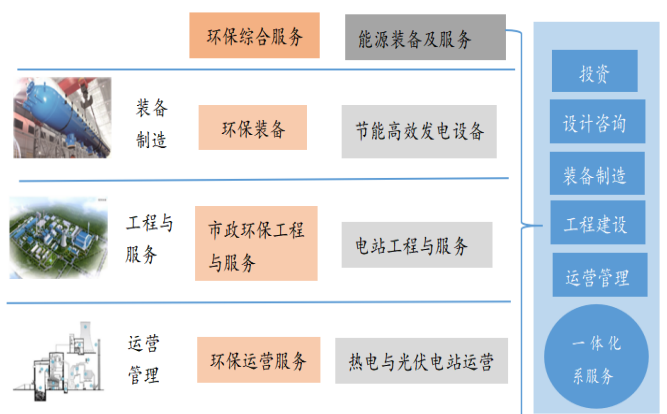 环保综合服务
能源装备及服务
装备
制造
环保装备
节能高效发电设备
工程与
服务
市政环保工程
与服务
电站工程与服务
运营
管理
环保运营服务
热电与光伏电站运营
投资
设计咨询
装备制造
工程建设
运营管理
一体化
系服务